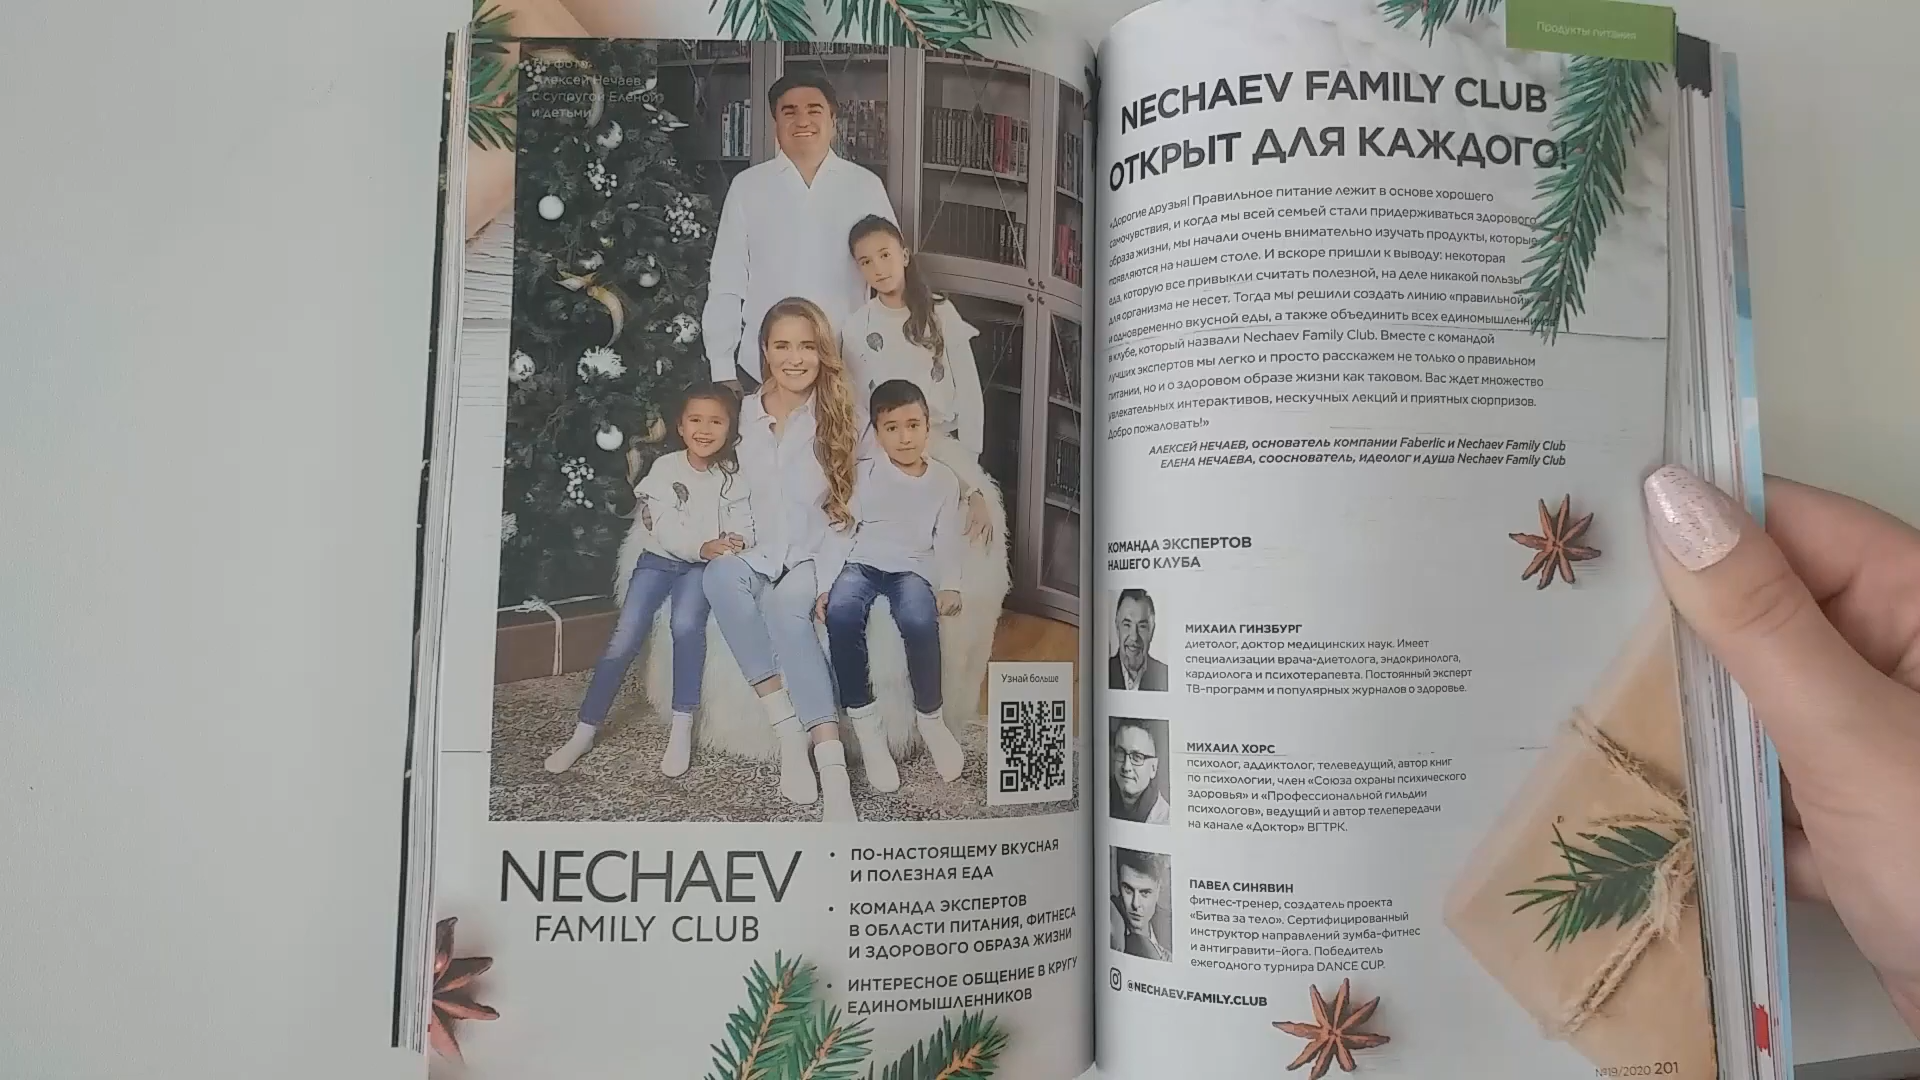 На фото:
Алексей Нечаев
с супругой Еленой
и детьми
Узнай больше
NECHAEV
FAMILY CLUB
• ПО-НАСТОЯЩЕМУ ВКУСНАЯ
И ПОЛЕЗНАЯ ЕДА
• КОМАНДА ЭКСПЕРТОВ
В ОБЛАСТИ ПИТАНИЯ, ФИТНЕСА
И ЗДОРОВОГО ОБРАЗА ЖИЗНИ
• ИНТЕРЕСНОЕ ОБЩЕНИЕ В КРУГУ
ЕДИНОМЫШЛЕННИКОВ
Продукты питания
NECHAEV FAMILY CLUB
ОТКРЫТ ДЛЯ КАЖДОГО!
«Дорогие друзья! Правильное питание лежит в основе хорошего
самочувствия, и когда мы всей семьей стали придерживаться здорового
образа жизни, мы начали очень внимательно изучать продукты, которые
появляются на нашем столе. И вскоре пришли к выводу: некоторая
еда, которую все привыкли считать полезной, на деле никакой пользы
для организма не несет. Тогда мы решили создать линию «правильной»
и одновременно вкусной еды, а также объединить всех единомышленников
в клубе, который назвали Nechaev Family Club. Вместе с командой
лучших экспертов мы легко и просто расскажем не только о правильном
питании, но и о здоровом образе жизни как таковом. Вас ждет множество
увлекательных интерактивов, нескучных лекций и приятных сюрпризов.
Добро пожаловать!»
АЛЕКСЕЙ НЕЧАЕВ, основатель компании Faberlic и Nechaev Family Club
ЕЛЕНА НЕЧАЕВА, сооснователь, идеолог и душа Nechaev Family Club
КОМАНДА ЭКСПЕРТОВ
НАШЕГО КЛУБА
МИХАИЛ ГИНЗБУРГ
диетолог, доктор медицинских наук. Имеет
специализации врача-диетолога, эндокринолога,
кардиолога и психотерапевта. Постоянный эксперт
ТВ-программ и популярных журналов о здоровье.
МИХАИЛ ХОРС
психолог, аддиктолог, телеведущий, автор книг
по психологии, член «Союза охраны психического
здоровья» и «Профессиональной гильдии
психологов», ведущий и автор телепередачи
на канале «Доктор» ВГТРК.
ПАВЕЛ СИНЯВИН
фитнес-тренер, создатель проекта
«Битва за тело». Сертифицированный
инструктор направлений зумба-фитнес
и антигравити-йога. Победитель
ежегодного турнира DANCE CUP.
@NECHAEV.FAMILY.CLUB
№19/2020 201